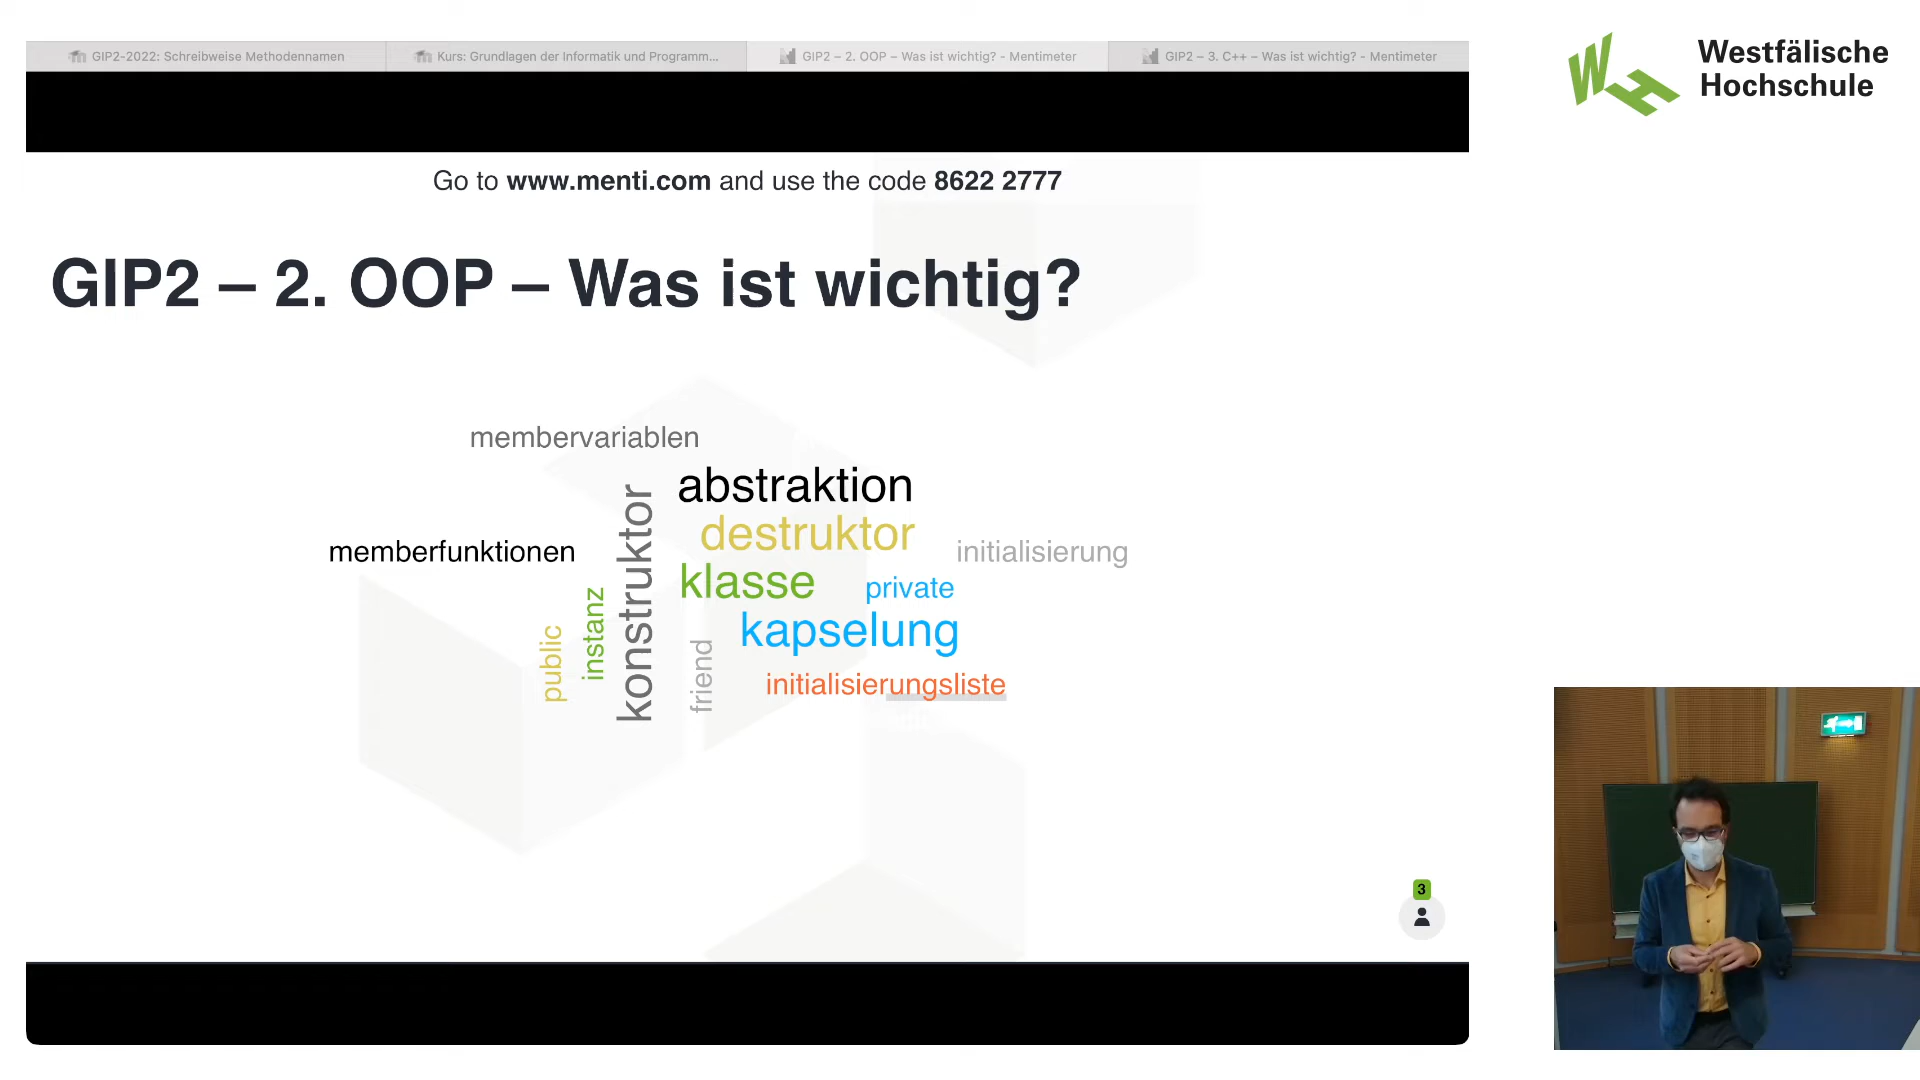 GIP2-2022: Schreibweise Methodennamen
Kurs: Grundlagen der Informatik und Programm...
GIP2 – 2. OOP – Was ist wichtig? - Mentimeter
GIP2 – 3. C++ – Was ist wichtig? - Mentimeter
Westfälische
Hochschule
Go to www.menti.com and use the code 8622 2777
GIP2 – 2. OOP – Was ist wichtig?
membervariablen
abstraktion
destruktor
memberfunktionen
initialisierung
konstruktor
klasse
private
instanz
public
kapselung
friend
initialisierungsliste
3